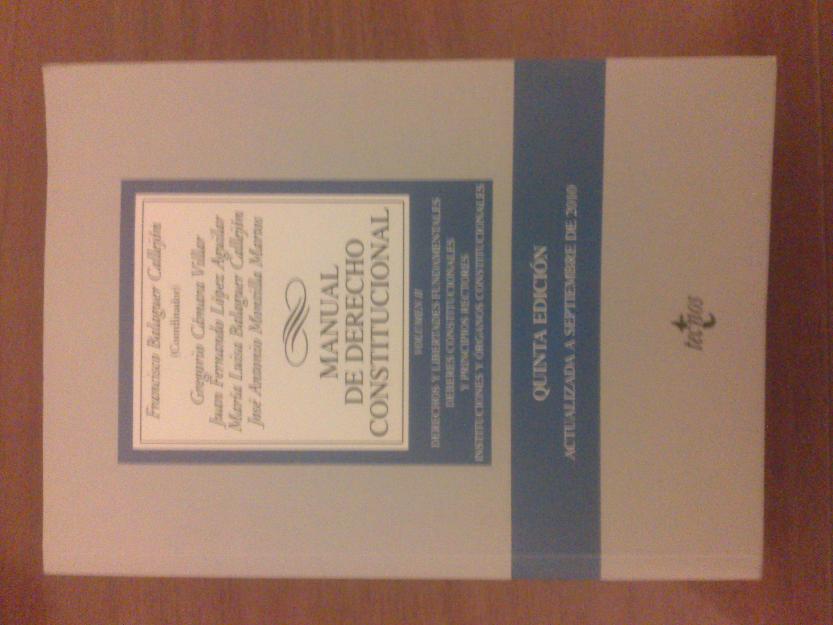 Francisco Balaguer Callejón
(Coordinador)
Gregorio Cámara Villar
Juan Fernando López Aguilar
María Luisa Balaguer Callejón
José Antonio Montilla Martos
MANUAL
DE DERECHO
CONSTITUCIONAL
VOLUMEN II
DERECHOS Y LIBERTADES FUNDAMENTALES
DEBERES CONSTITUCIONALES
Y PRINCIPIOS RECTORES
INSTITUCIONES Y ÓRGANOS CONSTITUCIONALES
QUINTA EDICIÓN
ACTUALIZADA A SEPTIEMBRE DE 2010
tecnos